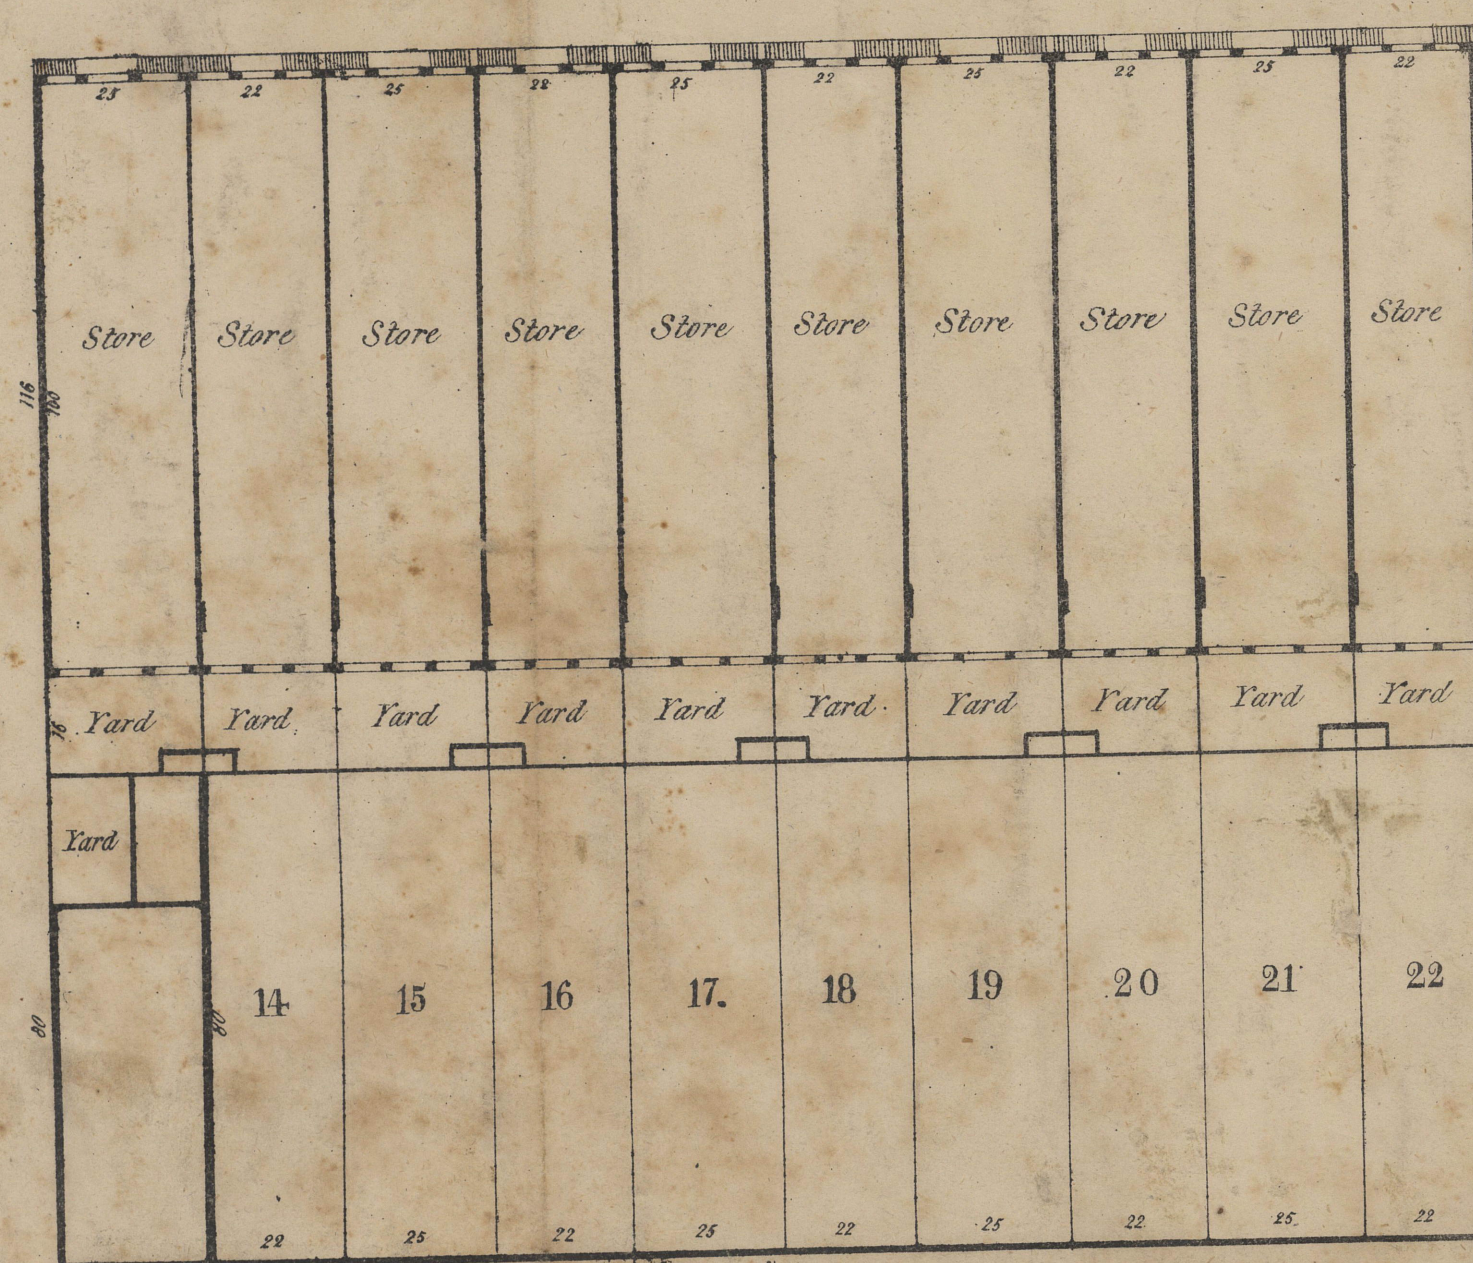 25 22 25 22 25 22 25 22 25 22
Store Store Store Store Store Store Store Store Store Store
116
100
16 Yard Yard Yard Yard Yard Yard Yard Yard Yard Yard
Yard
14 15 16 17. 18 19 20 21 22
80 80
22 25 22 25 22 25 22 25 22